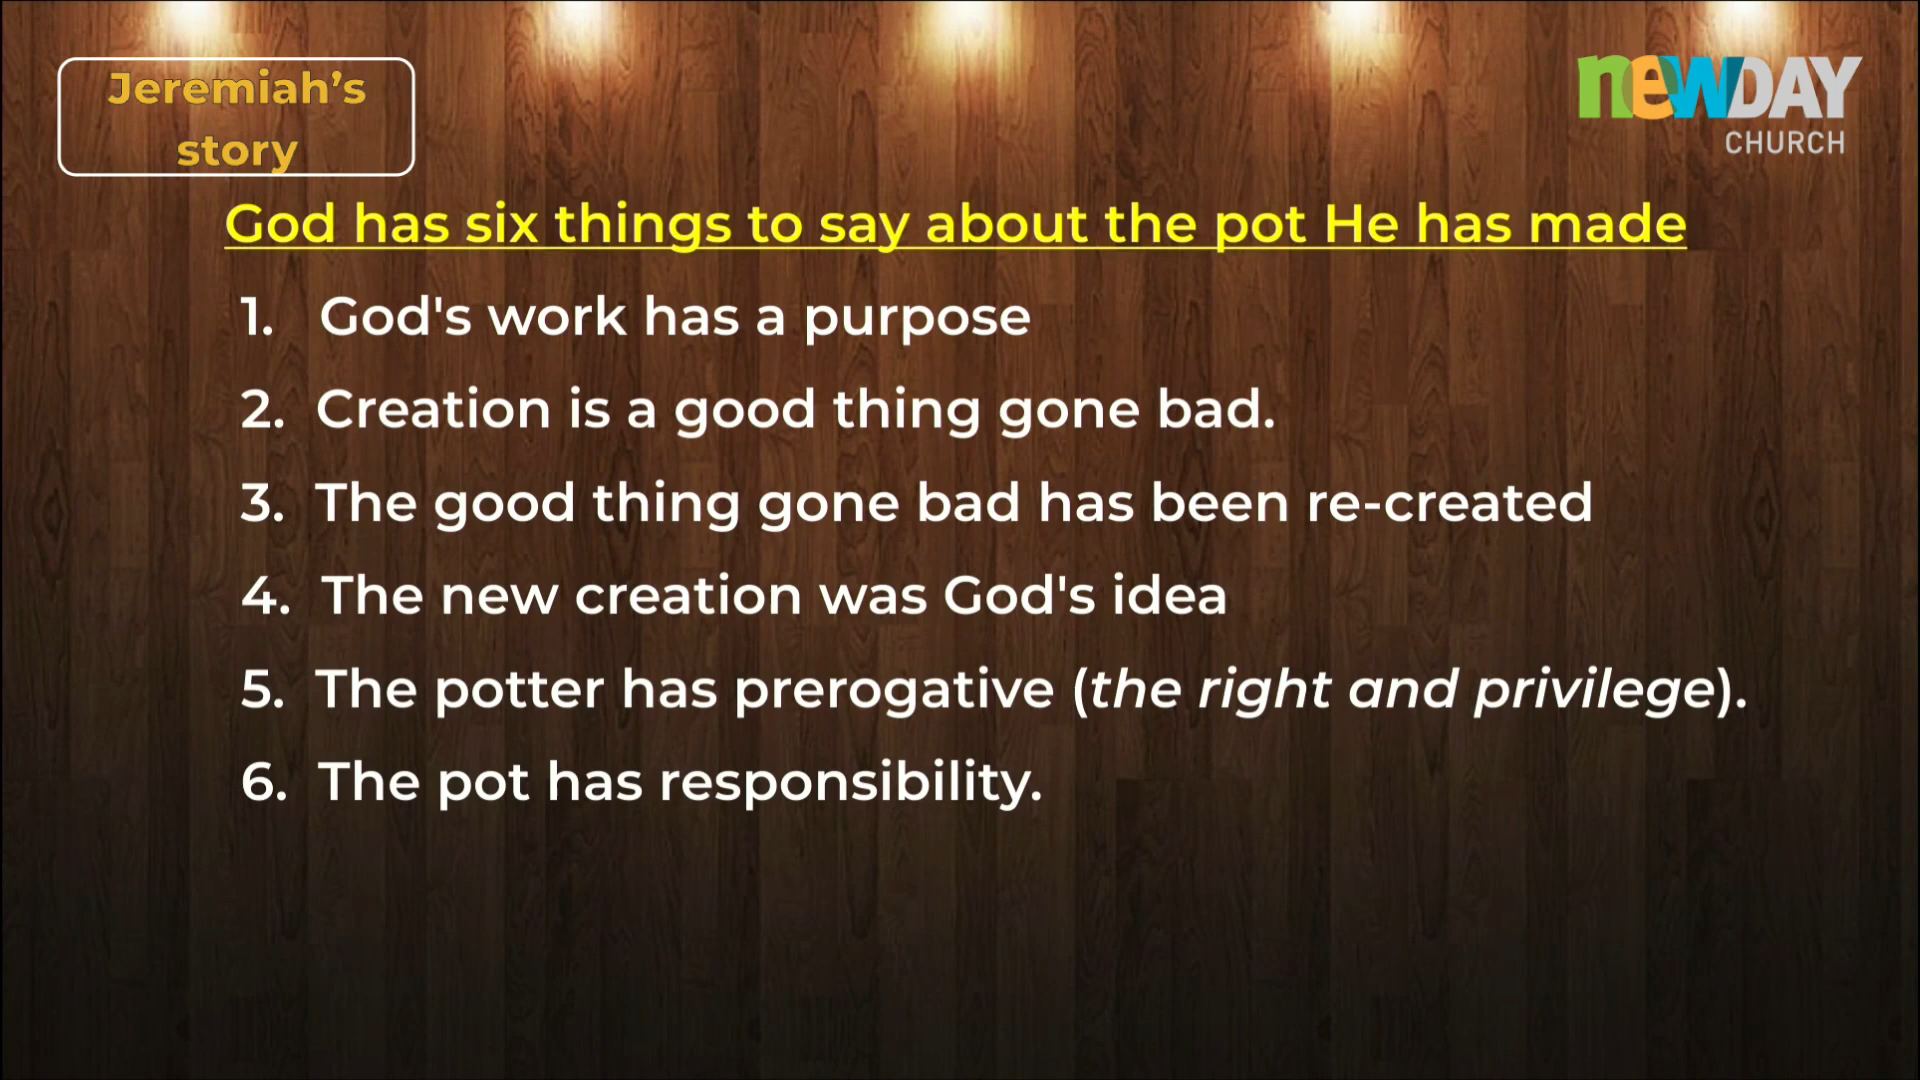 Jeremiah’s
story
newDAY
CHURCH
God has six things to say about the pot He has made
1. God's work has a purpose
2. Creation is a good thing gone bad.
3. The good thing gone bad has been re-created
4. The new creation was God's idea
5. The potter has prerogative (the right and privilege).
6. The pot has responsibility.